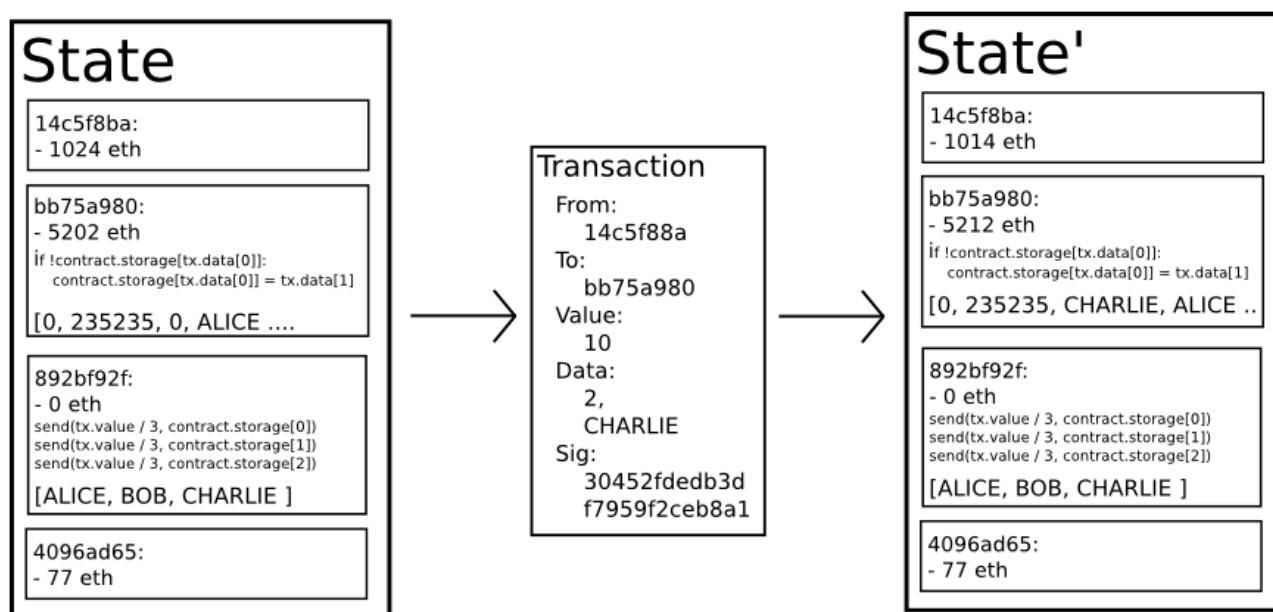 State
14c5f8ba:
- 1024 eth
bb75a980:
- 5202 eth
if !contract.storage[tx.data[0]]:
contract.storage[tx.data[0]] = tx.data[1]
[0, 235235, 0, ALICE ....
892bf92f:
- 0 eth
send(tx.value / 3, contract.storage[0])
send(tx.value / 3, contract.storage[1])
send(tx.value / 3, contract.storage[2])
[ALICE, BOB, CHARLIE ]
4096ad65:
- 77 eth
Transaction
From:
14c5f88a
To:
bb75a980
Value:
10
Data:
2,
CHARLIE
Sig:
30452fdedb3d
f7959f2ceb8a1
State'
14c5f8ba:
- 1014 eth
bb75a980:
- 5212 eth
if !contract.storage[tx.data[0]]:
contract.storage[tx.data[0]] = tx.data[1]
[0, 235235, CHARLIE, ALICE ..
892bf92f:
- 0 eth
send(tx.value / 3, contract.storage[0])
send(tx.value / 3, contract.storage[1])
send(tx.value / 3, contract.storage[2])
[ALICE, BOB, CHARLIE ]
4096ad65:
- 77 eth